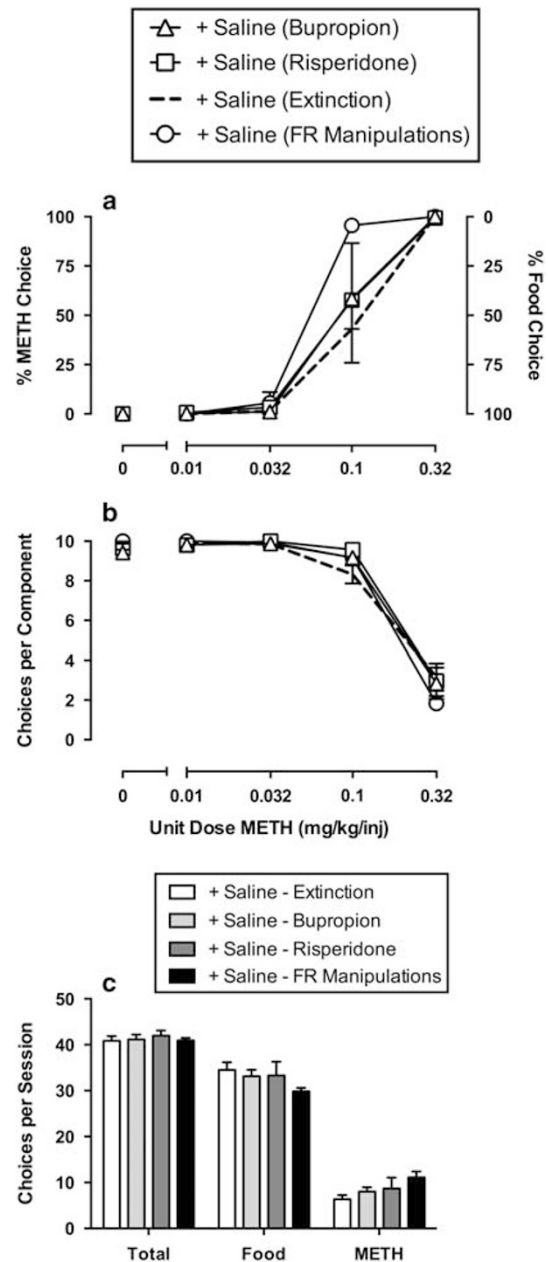 + Saline (Bupropion)
+ Saline (Risperidone)
+ Saline (Extinction)
+ Saline (FR Manipulations)
a
100
75
50
25
0
% METH Choice
0
25
50
75
100
% Food Choice
0 0.01 0.032 0.1 0.32
b
10
8
6
4
2
0
Choices per Component
0 0.01 0.032 0.1 0.32
Unit Dose METH (mg/kg/inj)
+ Saline - Extinction
+ Saline - Bupropion
+ Saline - Risperidone
+ Saline - FR Manipulations
c
50
40
30
20
10
0
Choices per Session
Total Food METH